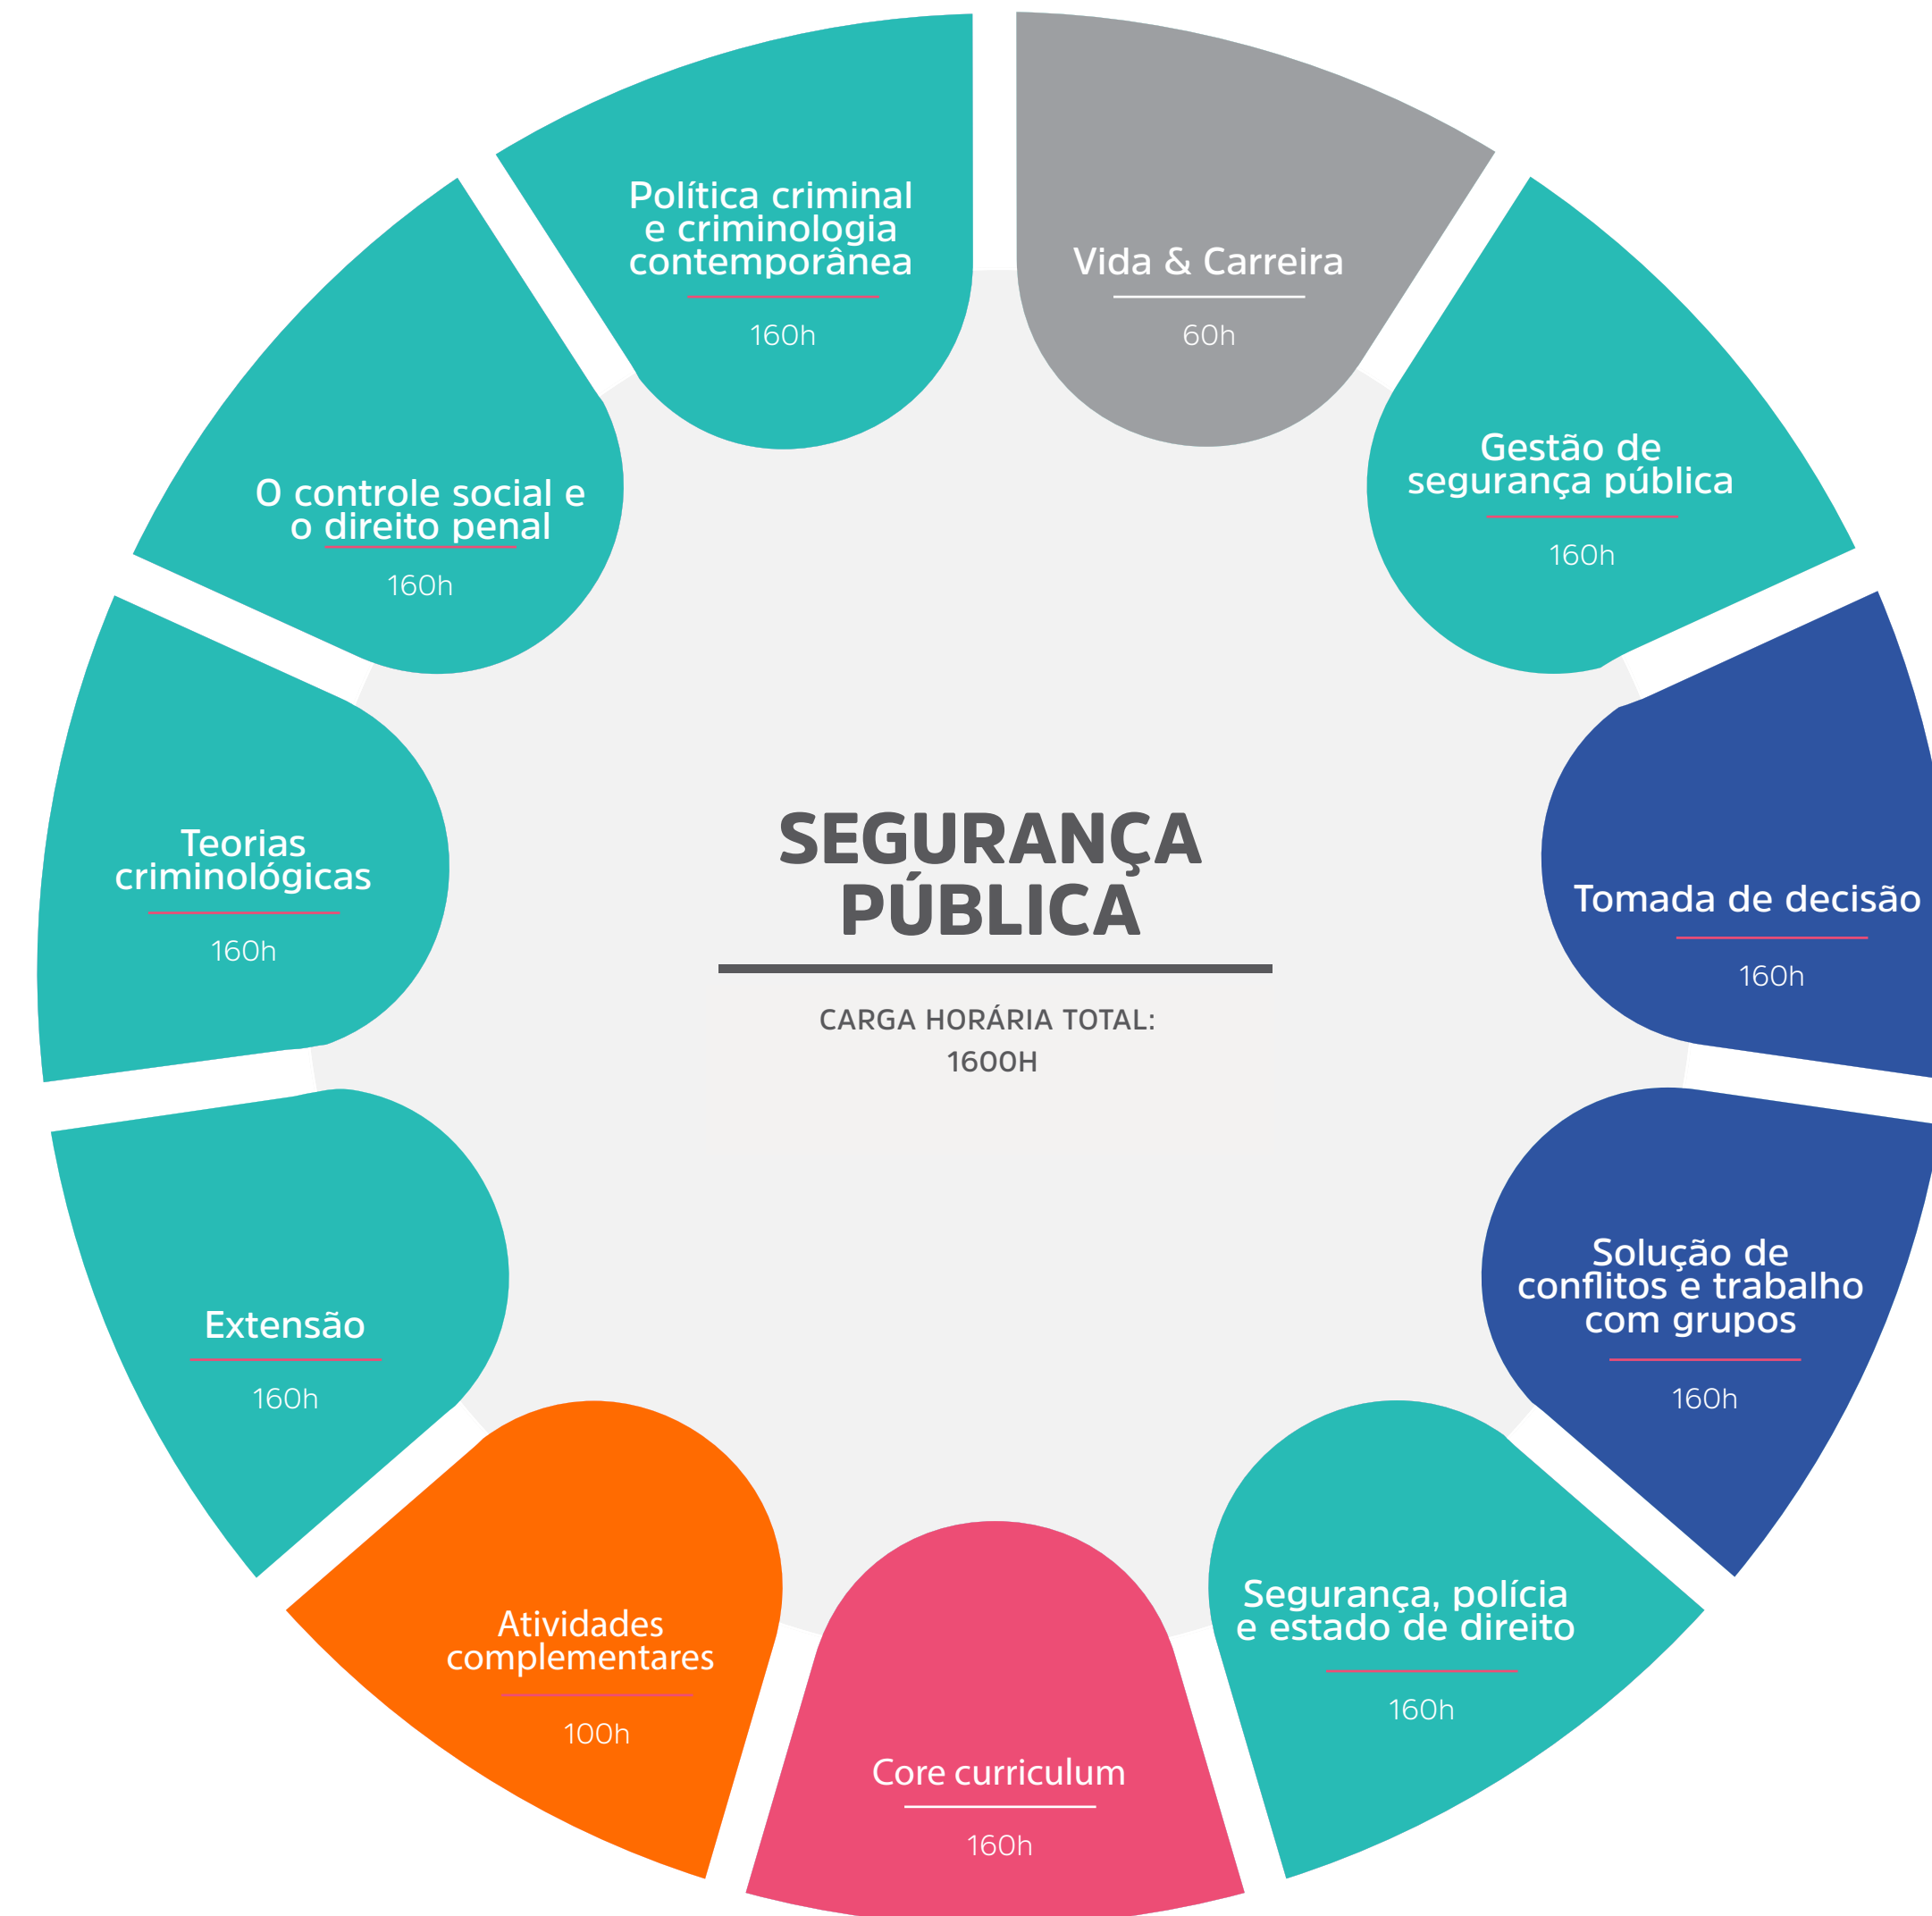 Política criminal
e criminologia
contemporânea
160h
Vida & Carreira
60h
Gestão de
segurança pública
160h
Tomada de decisão
160h
Solução de
conflitos e trabalho
com grupos
160h
Segurança, polícia
e estado de direito
160h
Core curriculum
160h
Atividades
complementares
100h
Extensão
160h
Teorias
criminológicas
160h
O controle social e
o direito penal
160h
SEGURANÇA
PÚBLICA
CARGA HORÁRIA TOTAL:
1600H